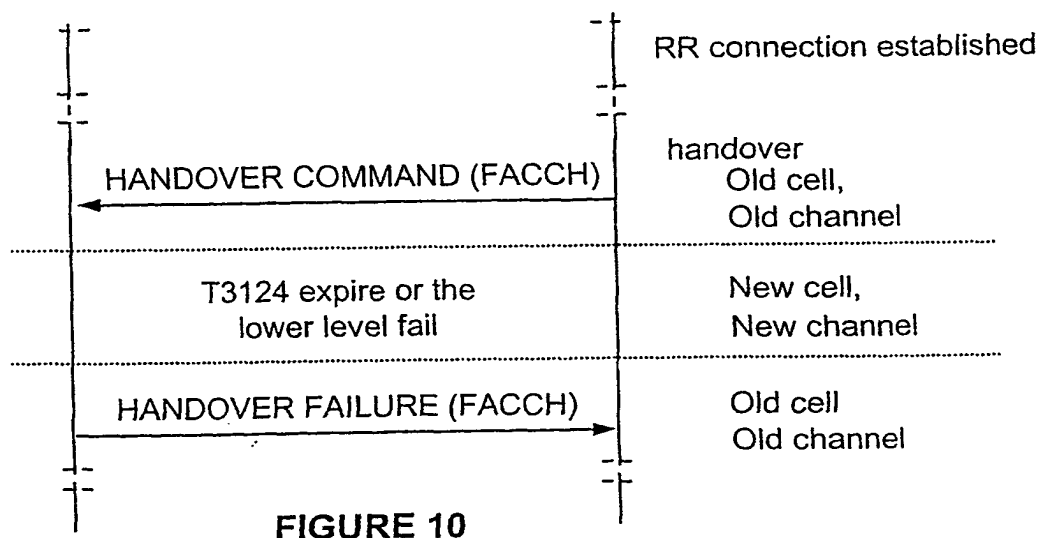 RR connection established
handover
HANDOVER COMMAND (FACCH)
Old cell,
Old channel
T3124 expire or the
lower level fail
New cell,
New channel
HANDOVER FAILURE (FACCH)
Old cell
Old channel
FIGURE 10